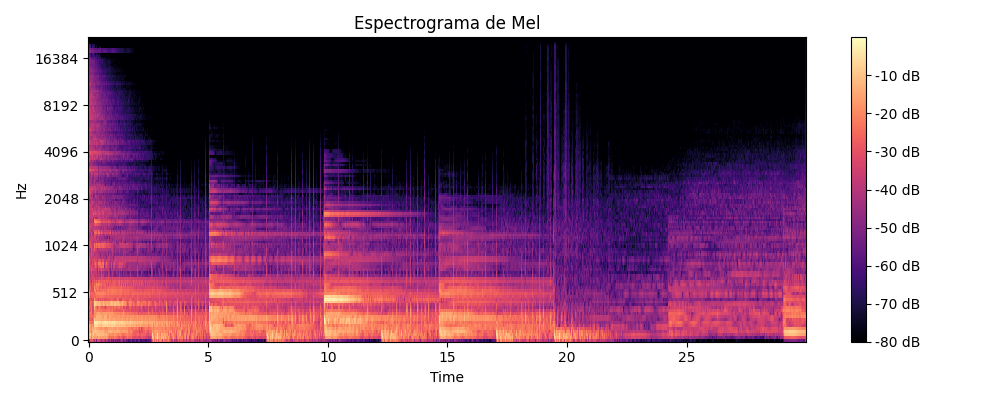 Espectrograma de Mel
Hz
16384
8192
4096
2048
1024
512
0
0 5 10 15 20 25
Time
-10 dB
-20 dB
-30 dB
-40 dB
-50 dB
-60 dB
-70 dB
-80 dB